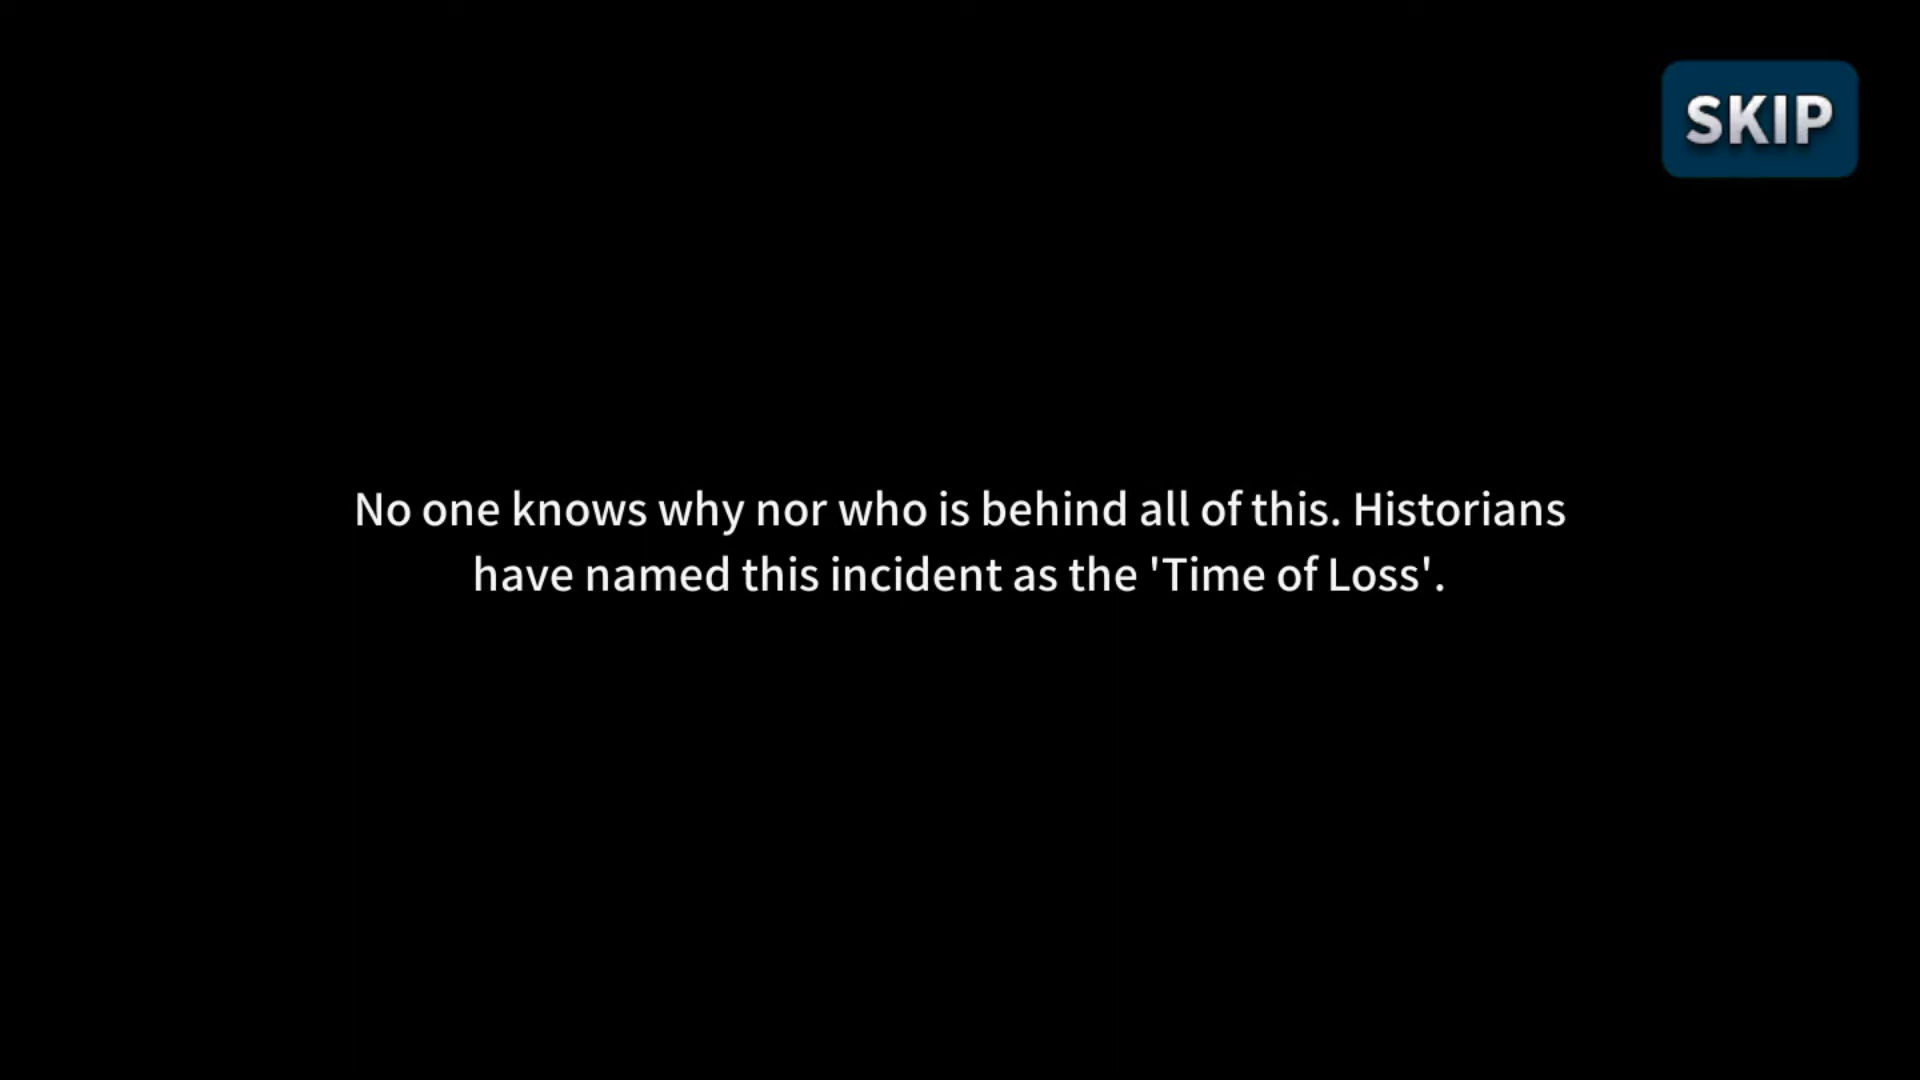 SKIP
No one knows why nor who is behind all of this. Historians
have named this incident as the 'Time of Loss'.